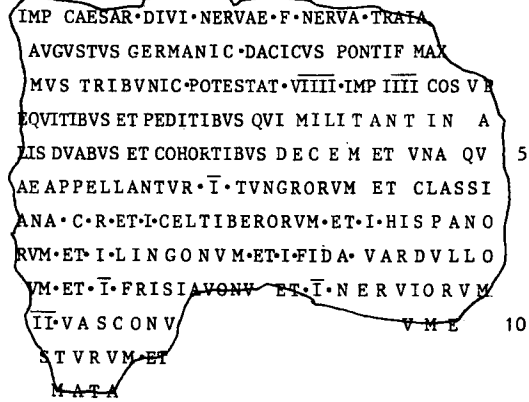 IMP CAESAR·DIVI·NERVAE·F·NERVA·TRAIA
AVGVSTVS GERMANIC·DACICVS PONTIF MAX
MVS TRIBVNIC·POTESTAT·V̅I̅I̅I̅I̅·IMP I̅I̅I̅I̅ COS V P
EQVITIBVS ET PEDITIBVS QVI MILITANT IN A
LIS DVABVS ET COHORTIBVS DECEM ET VNA QV 5
AE APPELLANTVR·I̅·TVNGRORVM ET CLASSI
ANA·C·R·ET·I·CELTIBERORVM·ET·I·HISPANO
RVM·ET·I·LINGONVM·ET·I·FIDA·VARDVLLO
VM·ET·I̅·FRISIAVONV ET·I̅·NERVIORVM
I̅I̅·VASCONV VME 10
STVRVM·ET
MATA